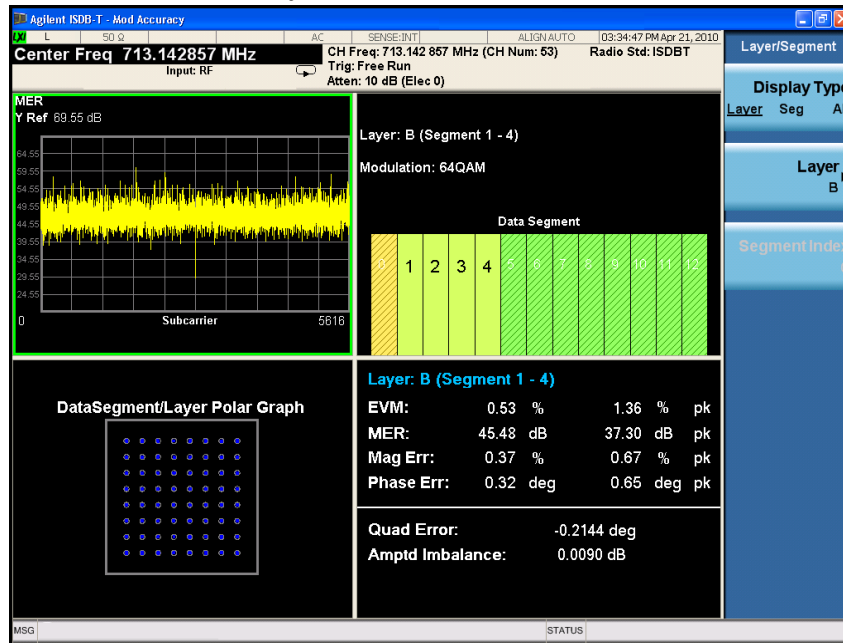 Agilent ISDB-T - Mod Accuracy
LXI L 50 Ω AC SENSE:INT ALIGN AUTO 03:34:47 PM Apr 21, 2010
Center Freq 713.142857 MHz
Input: RF
CH Freq: 713.142 857 MHz (CH Num: 53) Radio Std: ISDBT
Trig: Free Run
Atten: 10 dB (Elec 0)
Layer/Segment
Display Type
Layer Seg
Layer
B
Segment Inde
MER
Y Ref 69.55 dB
64.55
59.55
54.55
49.55
44.55
39.55
34.55
29.55
24.55
0 Subcarrier 5616
Layer: B (Segment 1 - 4)
Modulation: 64QAM
Data Segment
0 1 2 3 4 5 6 7 8 9 10 11 12
DataSegment/Layer Polar Graph
Layer: B (Segment 1 - 4)
EVM: 0.53 % 1.36 % pk
MER: 45.48 dB 37.30 dB pk
Mag Err: 0.37 % 0.67 % pk
Phase Err: 0.32 deg 0.65 deg pk
Quad Error: -0.2144 deg
Amptd Imbalance: 0.0090 dB
MSG STATUS